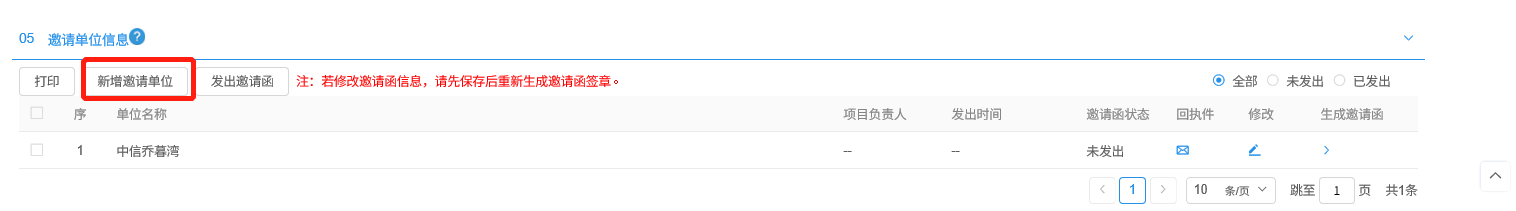 05 邀请单位信息?
打印 新增邀请单位 发出邀请函 注：若修改邀请函信息，请先保存后重新生成邀请函签章。 全部 未发出 已发出
序 单位名称 项目负责人 发出时间 邀请函状态 回执件 修改 生成邀请函
1 中信乔暮湾 -- -- 未发出
1 10 条/页 跳至 1 页 共1条